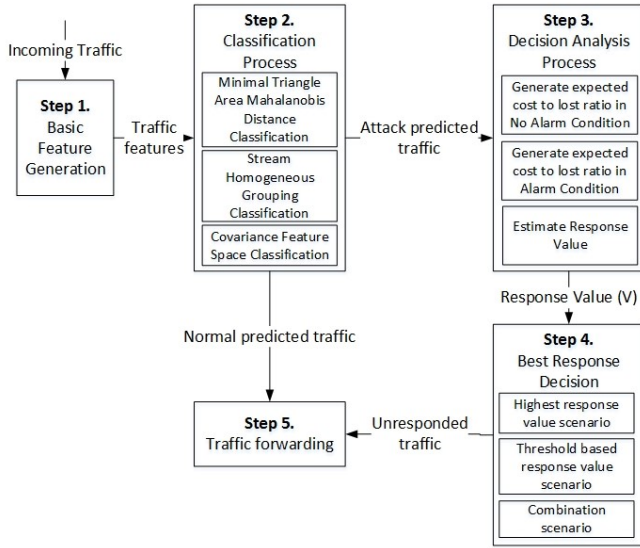 Incoming Traffic
Step 1.
Basic
Feature
Generation
Traffic
features
Step 2.
Classification
Process
Minimal Triangle
Area Mahalanobis
Distance
Classification
Stream
Homogeneous
Grouping
Classification
Covariance Feature
Space Classification
Attack predicted
traffic
Step 3.
Decision Analysis
Process
Generate expected
cost to lost ratio in
No Alarm Condition
Generate expected
cost to lost ratio in
Alarm Condition
Estimate Response
Value
Response Value (V)
Step 4.
Best Response
Decision
Highest response
value scenario
Threshold based
response value
scenario
Combination
scenario
Unresponded
traffic
Normal predicted traffic
Step 5.
Traffic forwarding